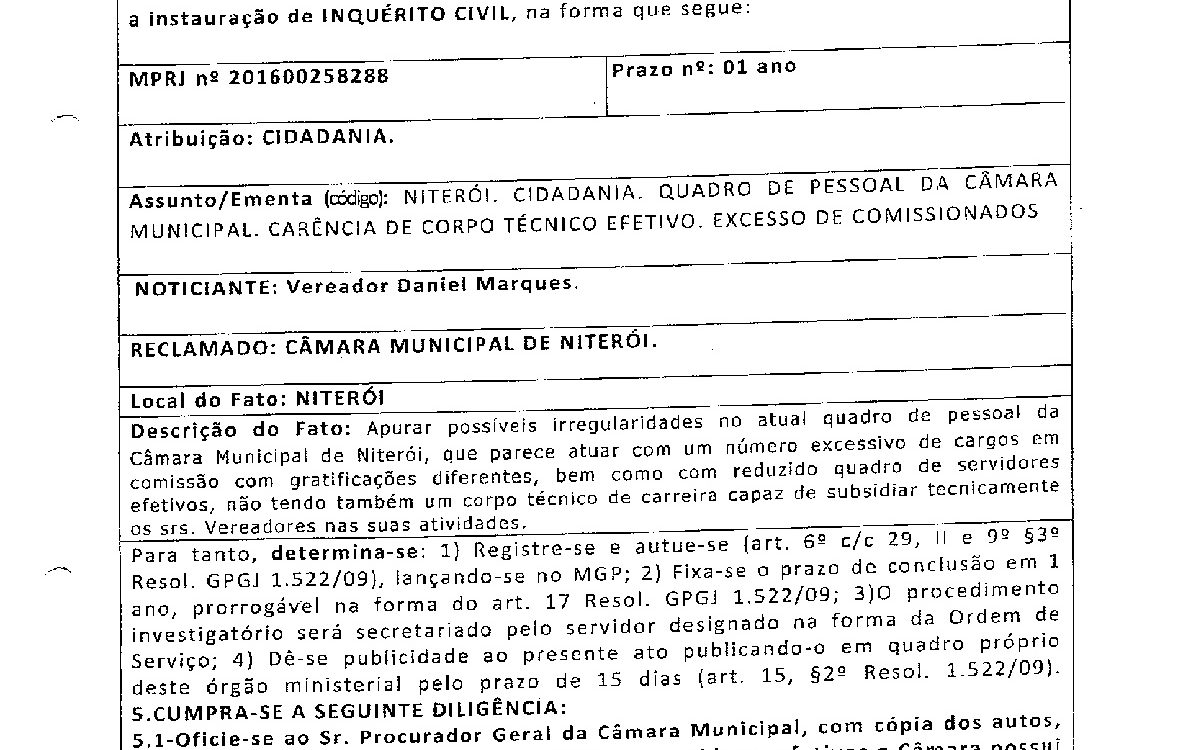 a instauração de INQUÉRITO CIVIL, na forma que segue:
MPRJ nº 201600258288
Prazo nº: 01 ano
Atribuição: CIDADANIA.
Assunto/Ementa (código): NITERÓI. CIDADANIA. QUADRO DE PESSOAL DA CÂMARA
MUNICIPAL. CARÊNCIA DE CORPO TÉCNICO EFETIVO. EXCESSO DE COMISSIONADOS
NOTICIANTE: Vereador Daniel Marques.
RECLAMADO: CÂMARA MUNICIPAL DE NITERÓI.
Local do Fato: NITERÓI
Descrição do Fato: Apurar possíveis irregularidades no atual quadro de pessoal da
Câmara Municipal de Niterói, que parece atuar com um número excessivo de cargos em
comissão com gratificações diferentes, bem como com reduzido quadro de servidores
efetivos, não tendo também um corpo técnico de carreira capaz de subsidiar tecnicamente
os srs. Vereadores nas suas atividades.
Para tanto, determina-se: 1) Registre-se e autue-se (art. 6º c/c 29, II e 9º §3º
Resol. GPGJ 1.522/09), lançando-se no MGP; 2) Fixa-se o prazo de conclusão em 1
ano, prorrogável na forma do art. 17 Resol. GPGJ 1.522/09; 3)O procedimento
investigatório será secretariado pelo servidor designado na forma da Ordem de
Serviço; 4) Dê-se publicidade ao presente ato publicando-o em quadro próprio
deste órgão ministerial pelo prazo de 15 dias (art. 15, §2º Resol. 1.522/09).
5.CUMPRA-SE A SEGUINTE DILIGÊNCIA:
5.1-Oficie-se ao Sr. Procurador Geral da Câmara Municipal, com cópia dos autos,
a Câmara possui